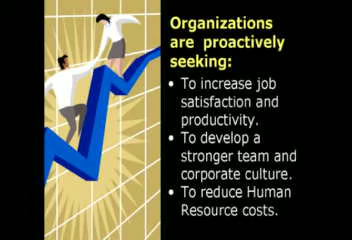 Organizations
are proactively
seeking:
• To increase job
satisfaction and
productivity.
• To develop a
stronger team and
corporate culture.
• To reduce Human
Resource costs.